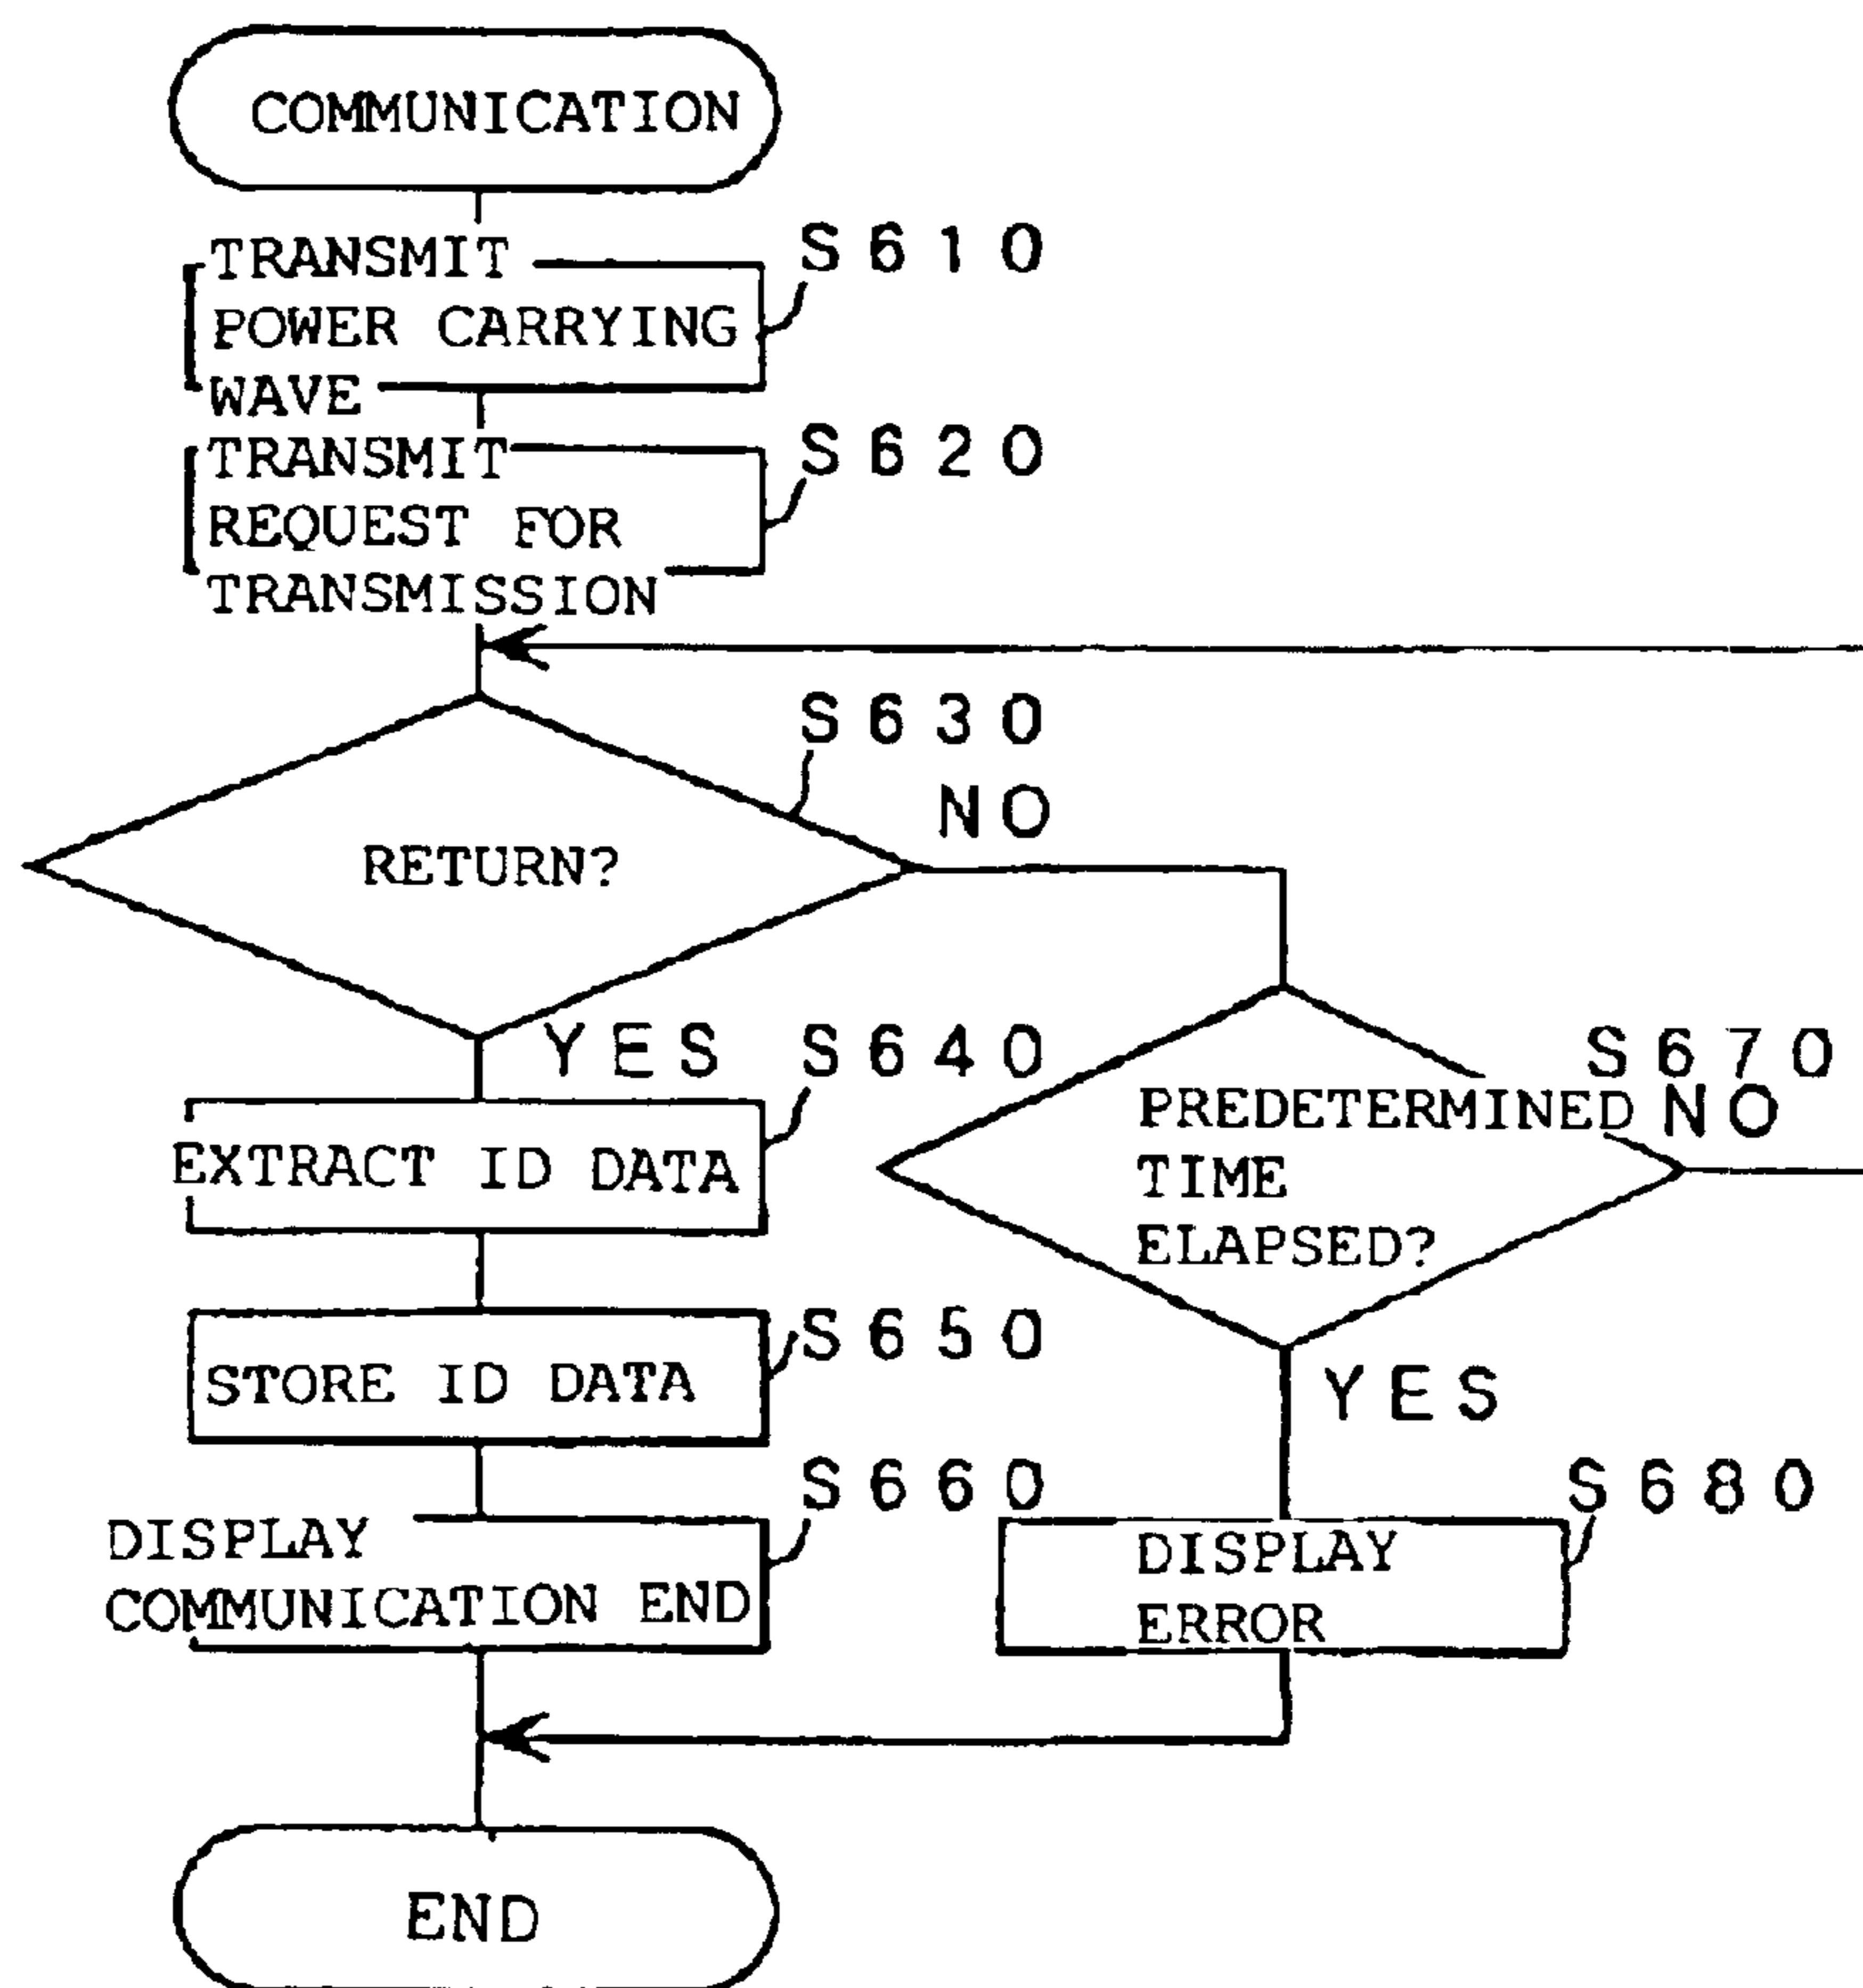 COMMUNICATION
S610
TRANSMIT
POWER CARRYING
WAVE
S620
TRANSMIT
REQUEST FOR
TRANSMISSION
S630
NO
RETURN?
YES
S640
EXTRACT ID DATA
S670
PREDETERMINED
NO
TIME
ELAPSED?
YES
S650
STORE ID DATA
S660
DISPLAY
COMMUNICATION END
S680
DISPLAY
ERROR
END